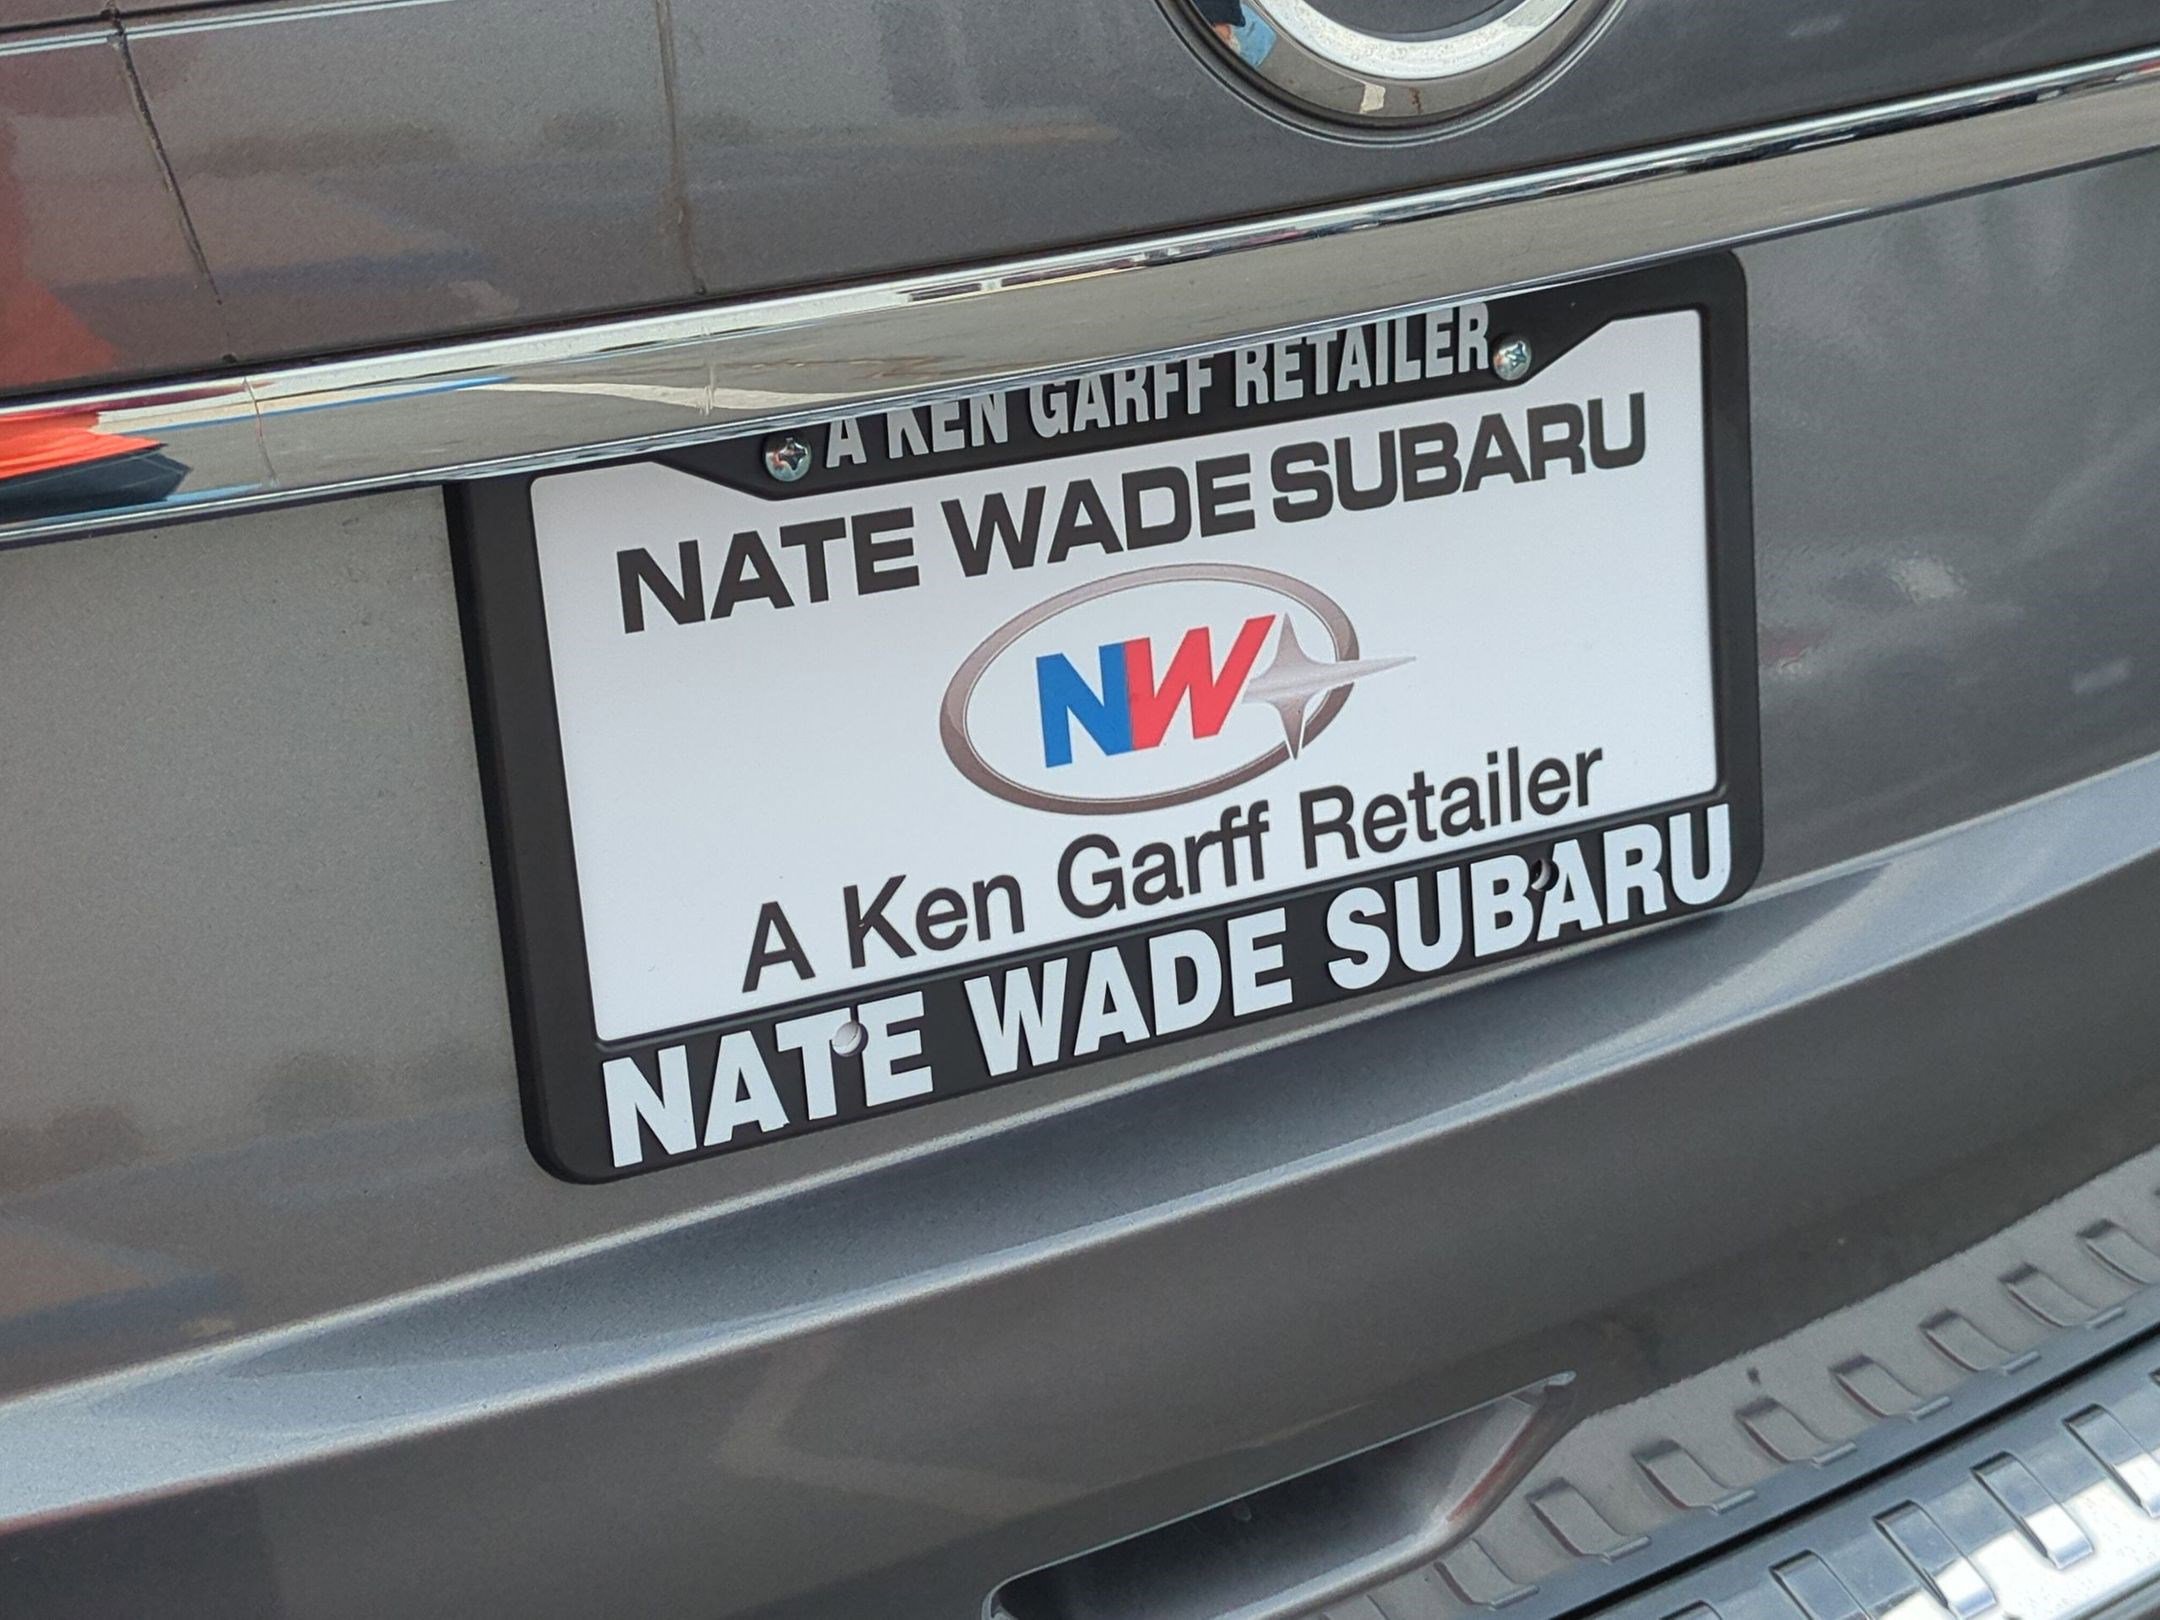 A KEN GARFF RETAILER
NATE WADE SUBARU
NW
A Ken Garff Retailer
NATE WADE SUBARU